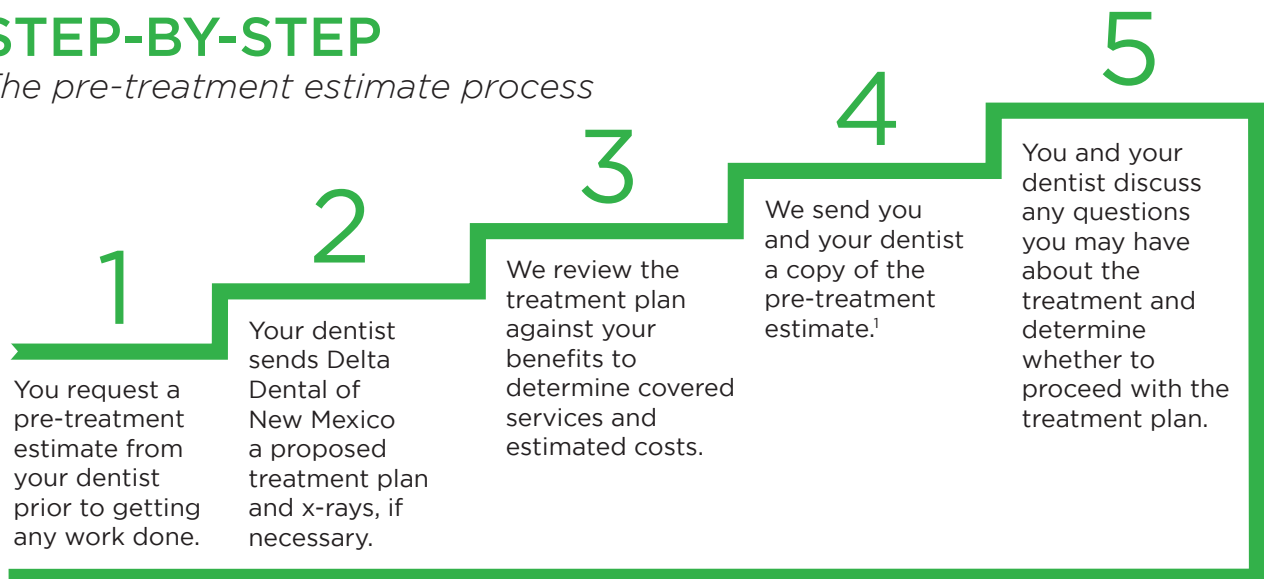 STEP-BY-STEP
The pre-treatment estimate process
1
You request a
pre-treatment
estimate from
your dentist
prior to getting
any work done.
2
Your dentist
sends Delta
Dental of
New Mexico
a proposed
treatment plan
and x-rays, if
necessary.
3
We review the
treatment plan
against your
benefits to
determine covered
services and
estimated costs.
4
We send you
and your dentist
a copy of the
pre-treatment
estimate.¹
5
You and your
dentist discuss
any questions
you may have
about the
treatment and
determine
whether to
proceed with the
treatment plan.